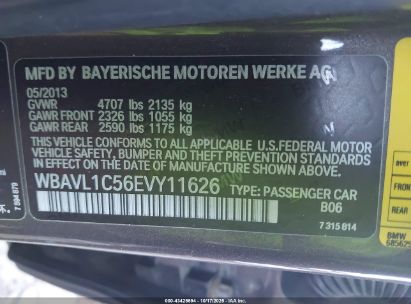 MFD BY BAYERISCHE MOTOREN WERKE AG
05/2013
GVWR 4707 lbs 2135 kg
GAWR FRONT 2326 lbs 1055 kg
GAWR REAR 2590 lbs 1175 kg
THIS VEHICLE CONFORMS TO ALL APPLICABLE U.S.FEDERAL MOTOR
VEHICLE SAFETY, BUMPER, AND THEFT PREVENTION STANDARDS
IN EFFECT ON THE DATE OF MANUFACTURE SHOWN ABOVE.
WBAVL1C56EVY11626 TYPE: PASSENGER CAR
B06
7 315 814
BMW